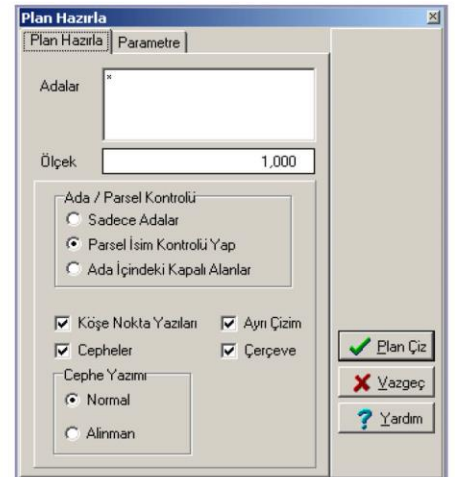 Plan Hazırla
Plan Hazırla Parametre
Adalar *
Ölçek 1,000
Ada / Parsel Kontrolü
Sadece Adalar
Parsel İsim Kontrolü Yap
Ada İçindeki Kapalı Alanlar
Köşe Nokta Yazıları Ayrı Çizim
Cepheler Çerçeve
Cephe Yazımı
Normal
Alinman
Plan Çiz
Vazgeç
Yardım